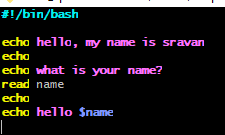 #!/bin/bash
echo hello, my name is sravan
echo
echo what is your name?
read name
echo
echo hello $name